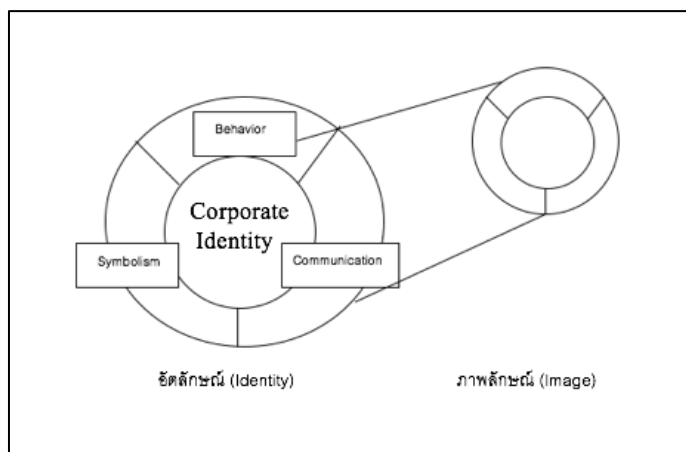 Behavior
Corporate
Identity
Symbolism
Communication
อัตลักษณ์ (Identity)
ภาพลักษณ์ (Image)